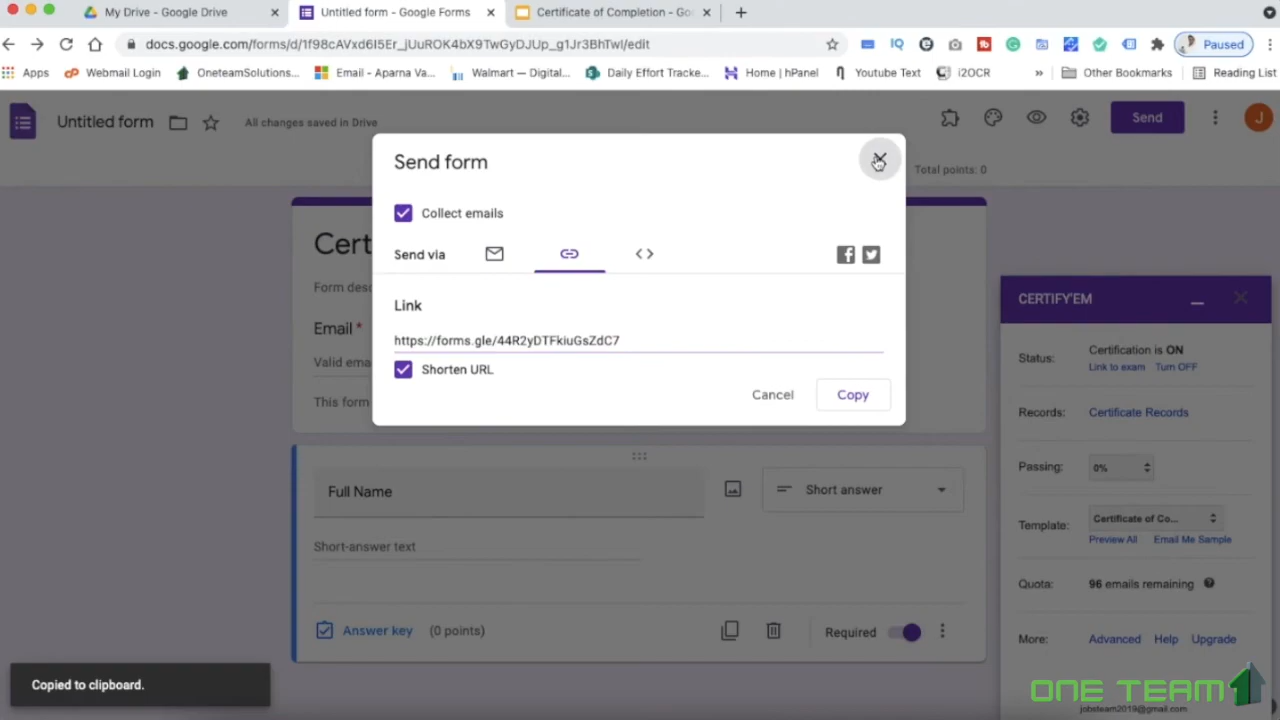 My Drive - Google Drive
Untitled form - Google Forms
Certificate of Completion - Go
docs.google.com/forms/d/1f98cAVxd6I5Er_jUuROK4bX9TwGyDJUp_g1Jr3BhTwI/edit
Paused
Apps
Webmail Login
OneteamSolutions...
Email - Aparna Va...
Walmart — Digital...
Daily Effort Tracke...
Home | hPanel
Youtube Text
i2OCR
»
Other Bookmarks
Reading List
Untitled form
All changes saved in Drive
Send
J
Total points: 0
Send form
Collect emails
Send via
Link
https://forms.gle/44R2yDTFkiuGsZdC7
Shorten URL
Cancel
Copy
Cert
Form desc
Email *
Valid ema
This form
Full Name
Short answer
Short-answer text
Answer key
(0 points)
Required
CERTIFY'EM
Status:
Certification is ON
Link to exam
Turn OFF
Records:
Certificate Records
Passing:
0%
Template:
Certificate of Co...
Preview All
Email Me Sample
Quota:
96 emails remaining
More:
Advanced
Help
Upgrade
Copied to clipboard.
ONE TEAM
jobsteam2019@gmail.com